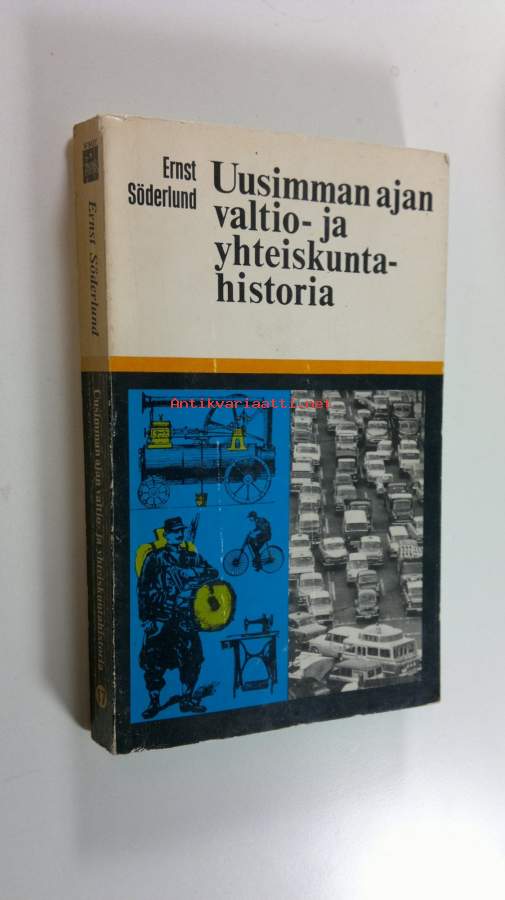 Ernst
Söderlund
Uusimman ajan
valtio- ja
yhteiskunta-
historia
Antikvariaatti.net
Ernst Söderlund
Uusimman ajan valtio- ja yhteiskuntahistoria